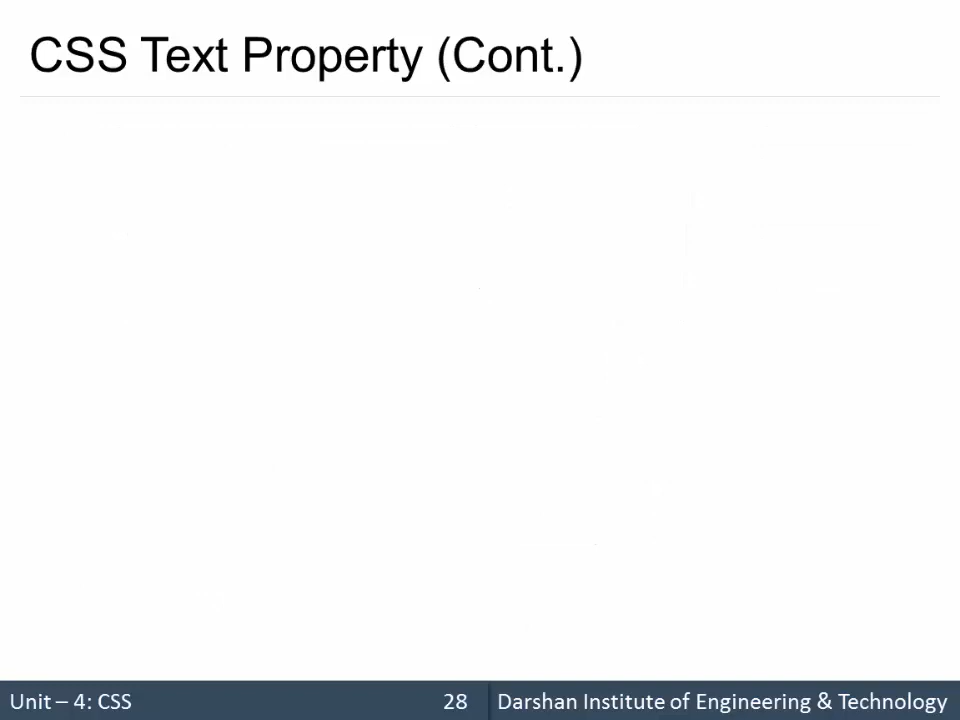 CSS Text Property (Cont.)
Unit – 4: CSS 28 Darshan Institute of Engineering & Technology